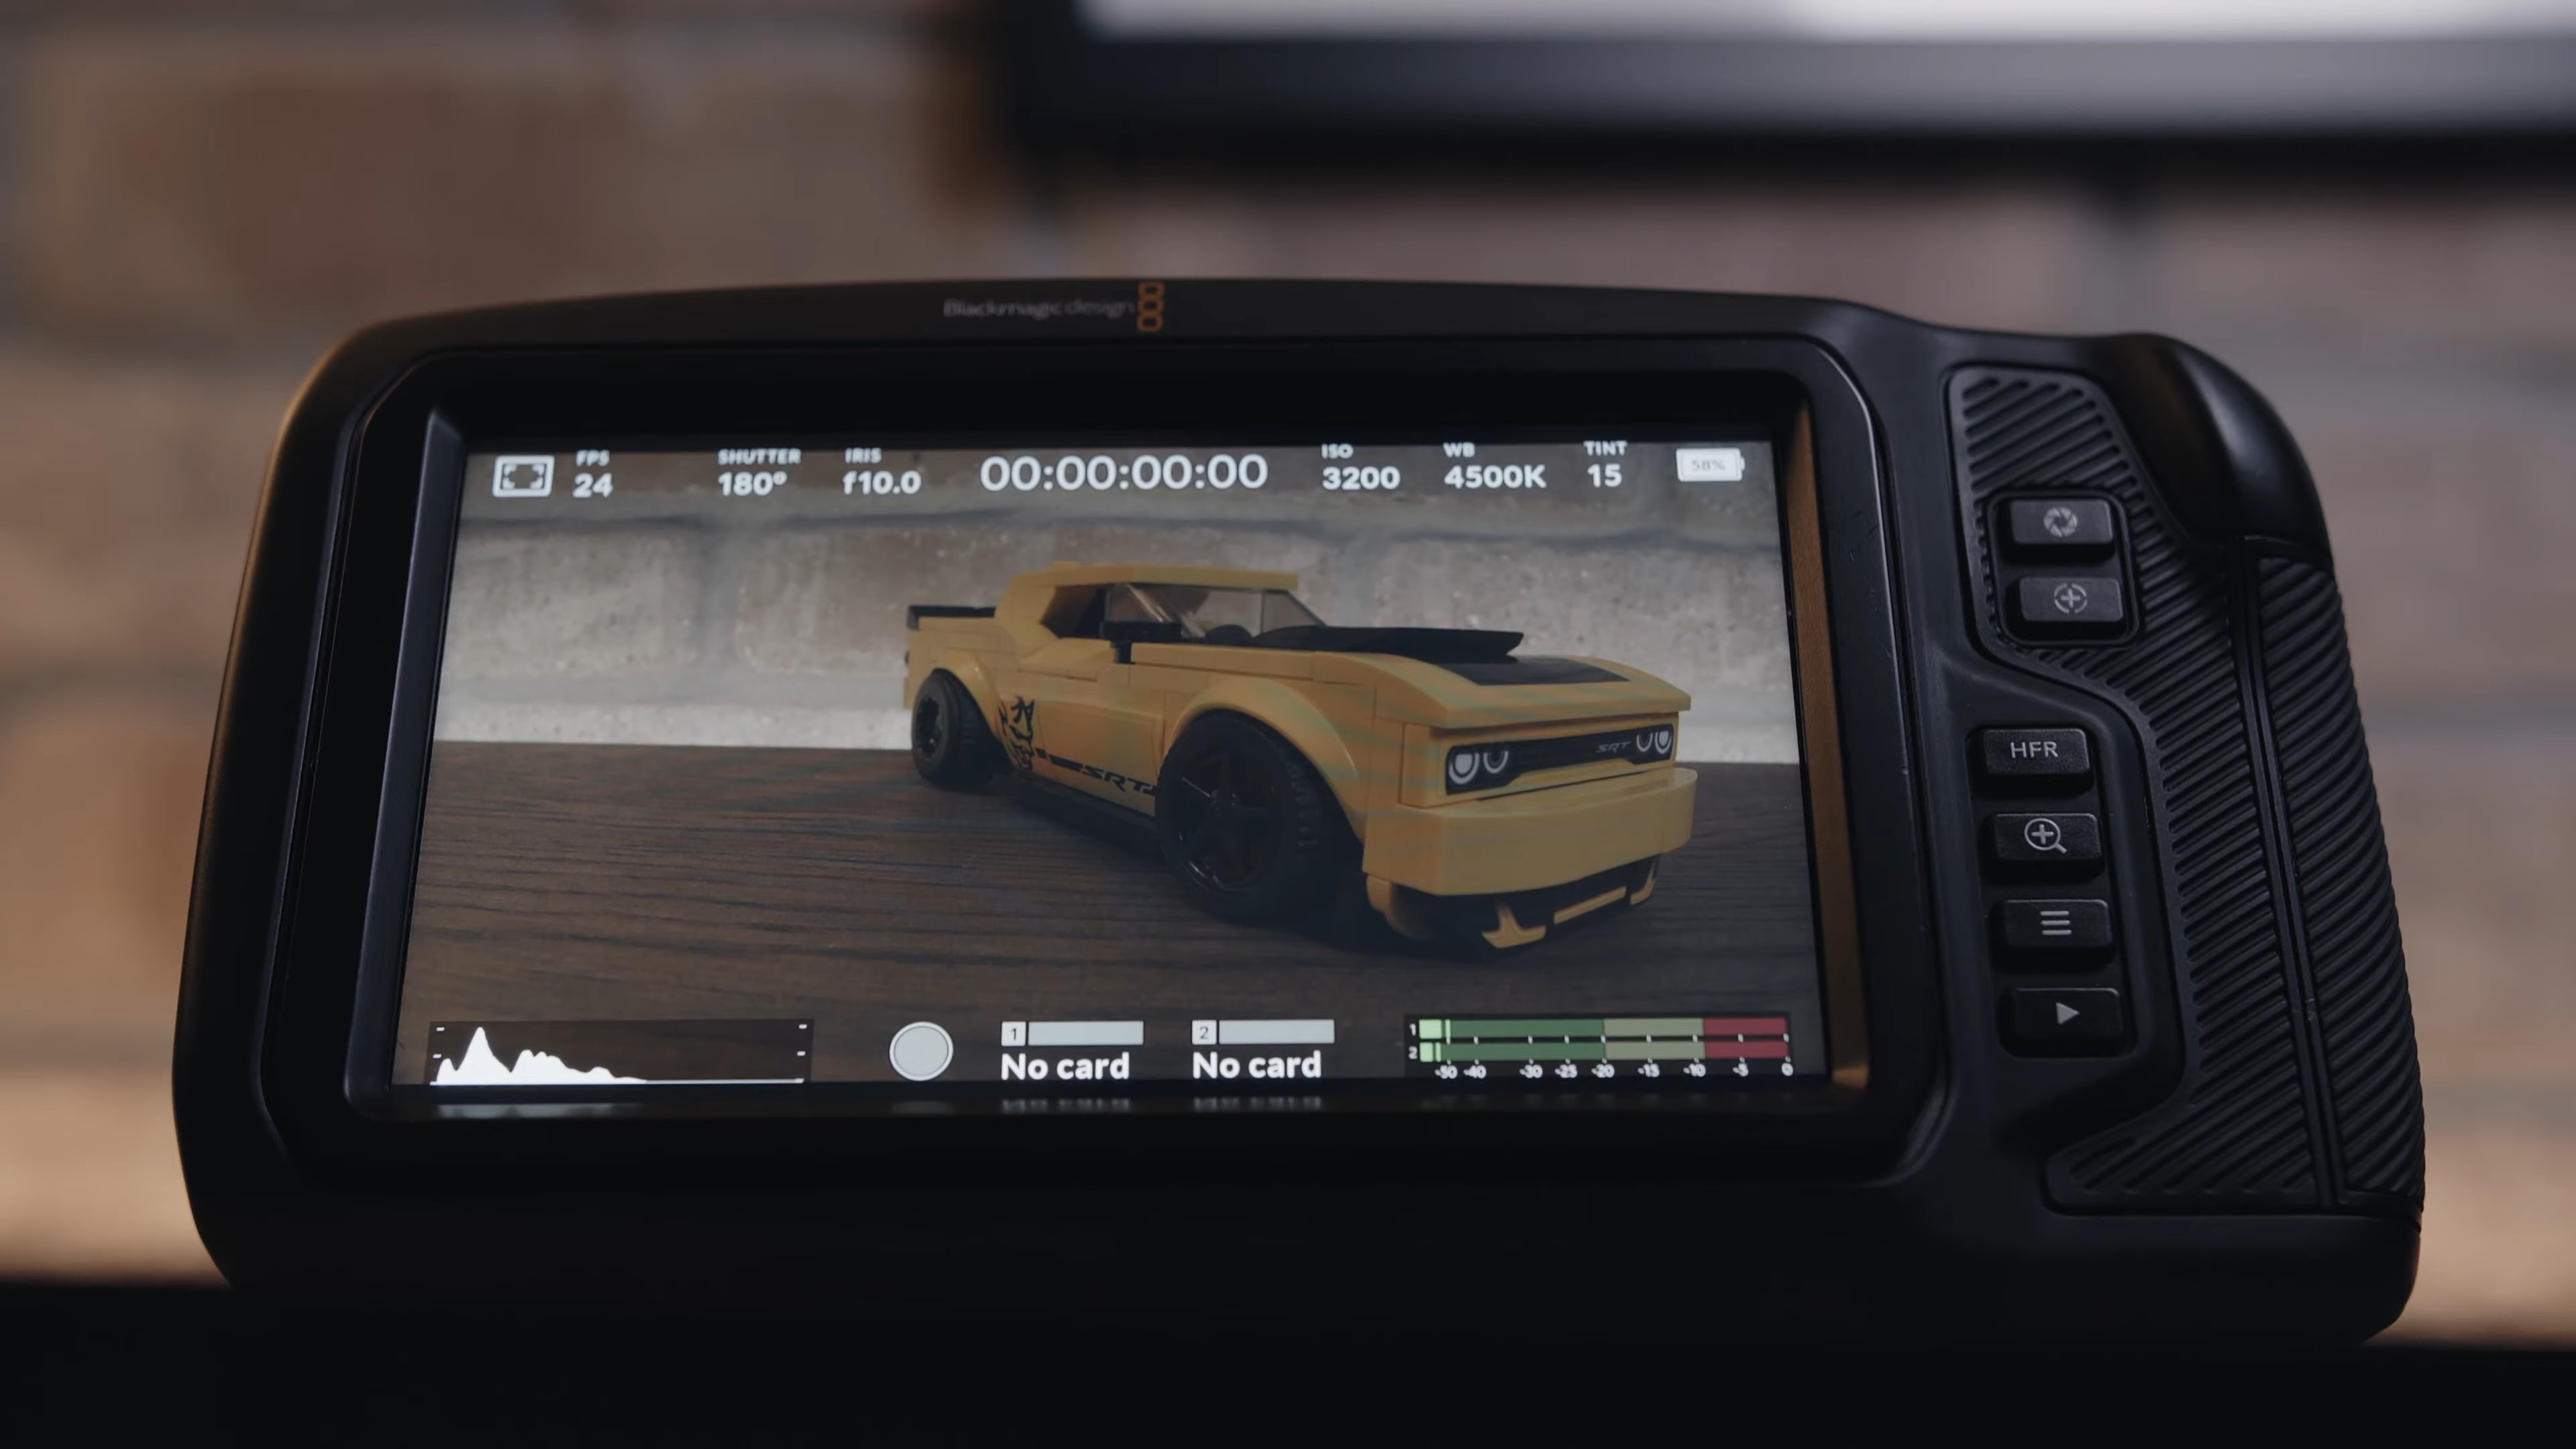 Blackmagicdesign
FPS SHUTTER IRIS ISO WB TINT
24 180° f10.0 00:00:00:00 3200 4500K 15 58%
HFR
SRT
SRT
1 2 1
No card No card 2
-50 -40 -30 -25 -20 -15 -10 -5 0